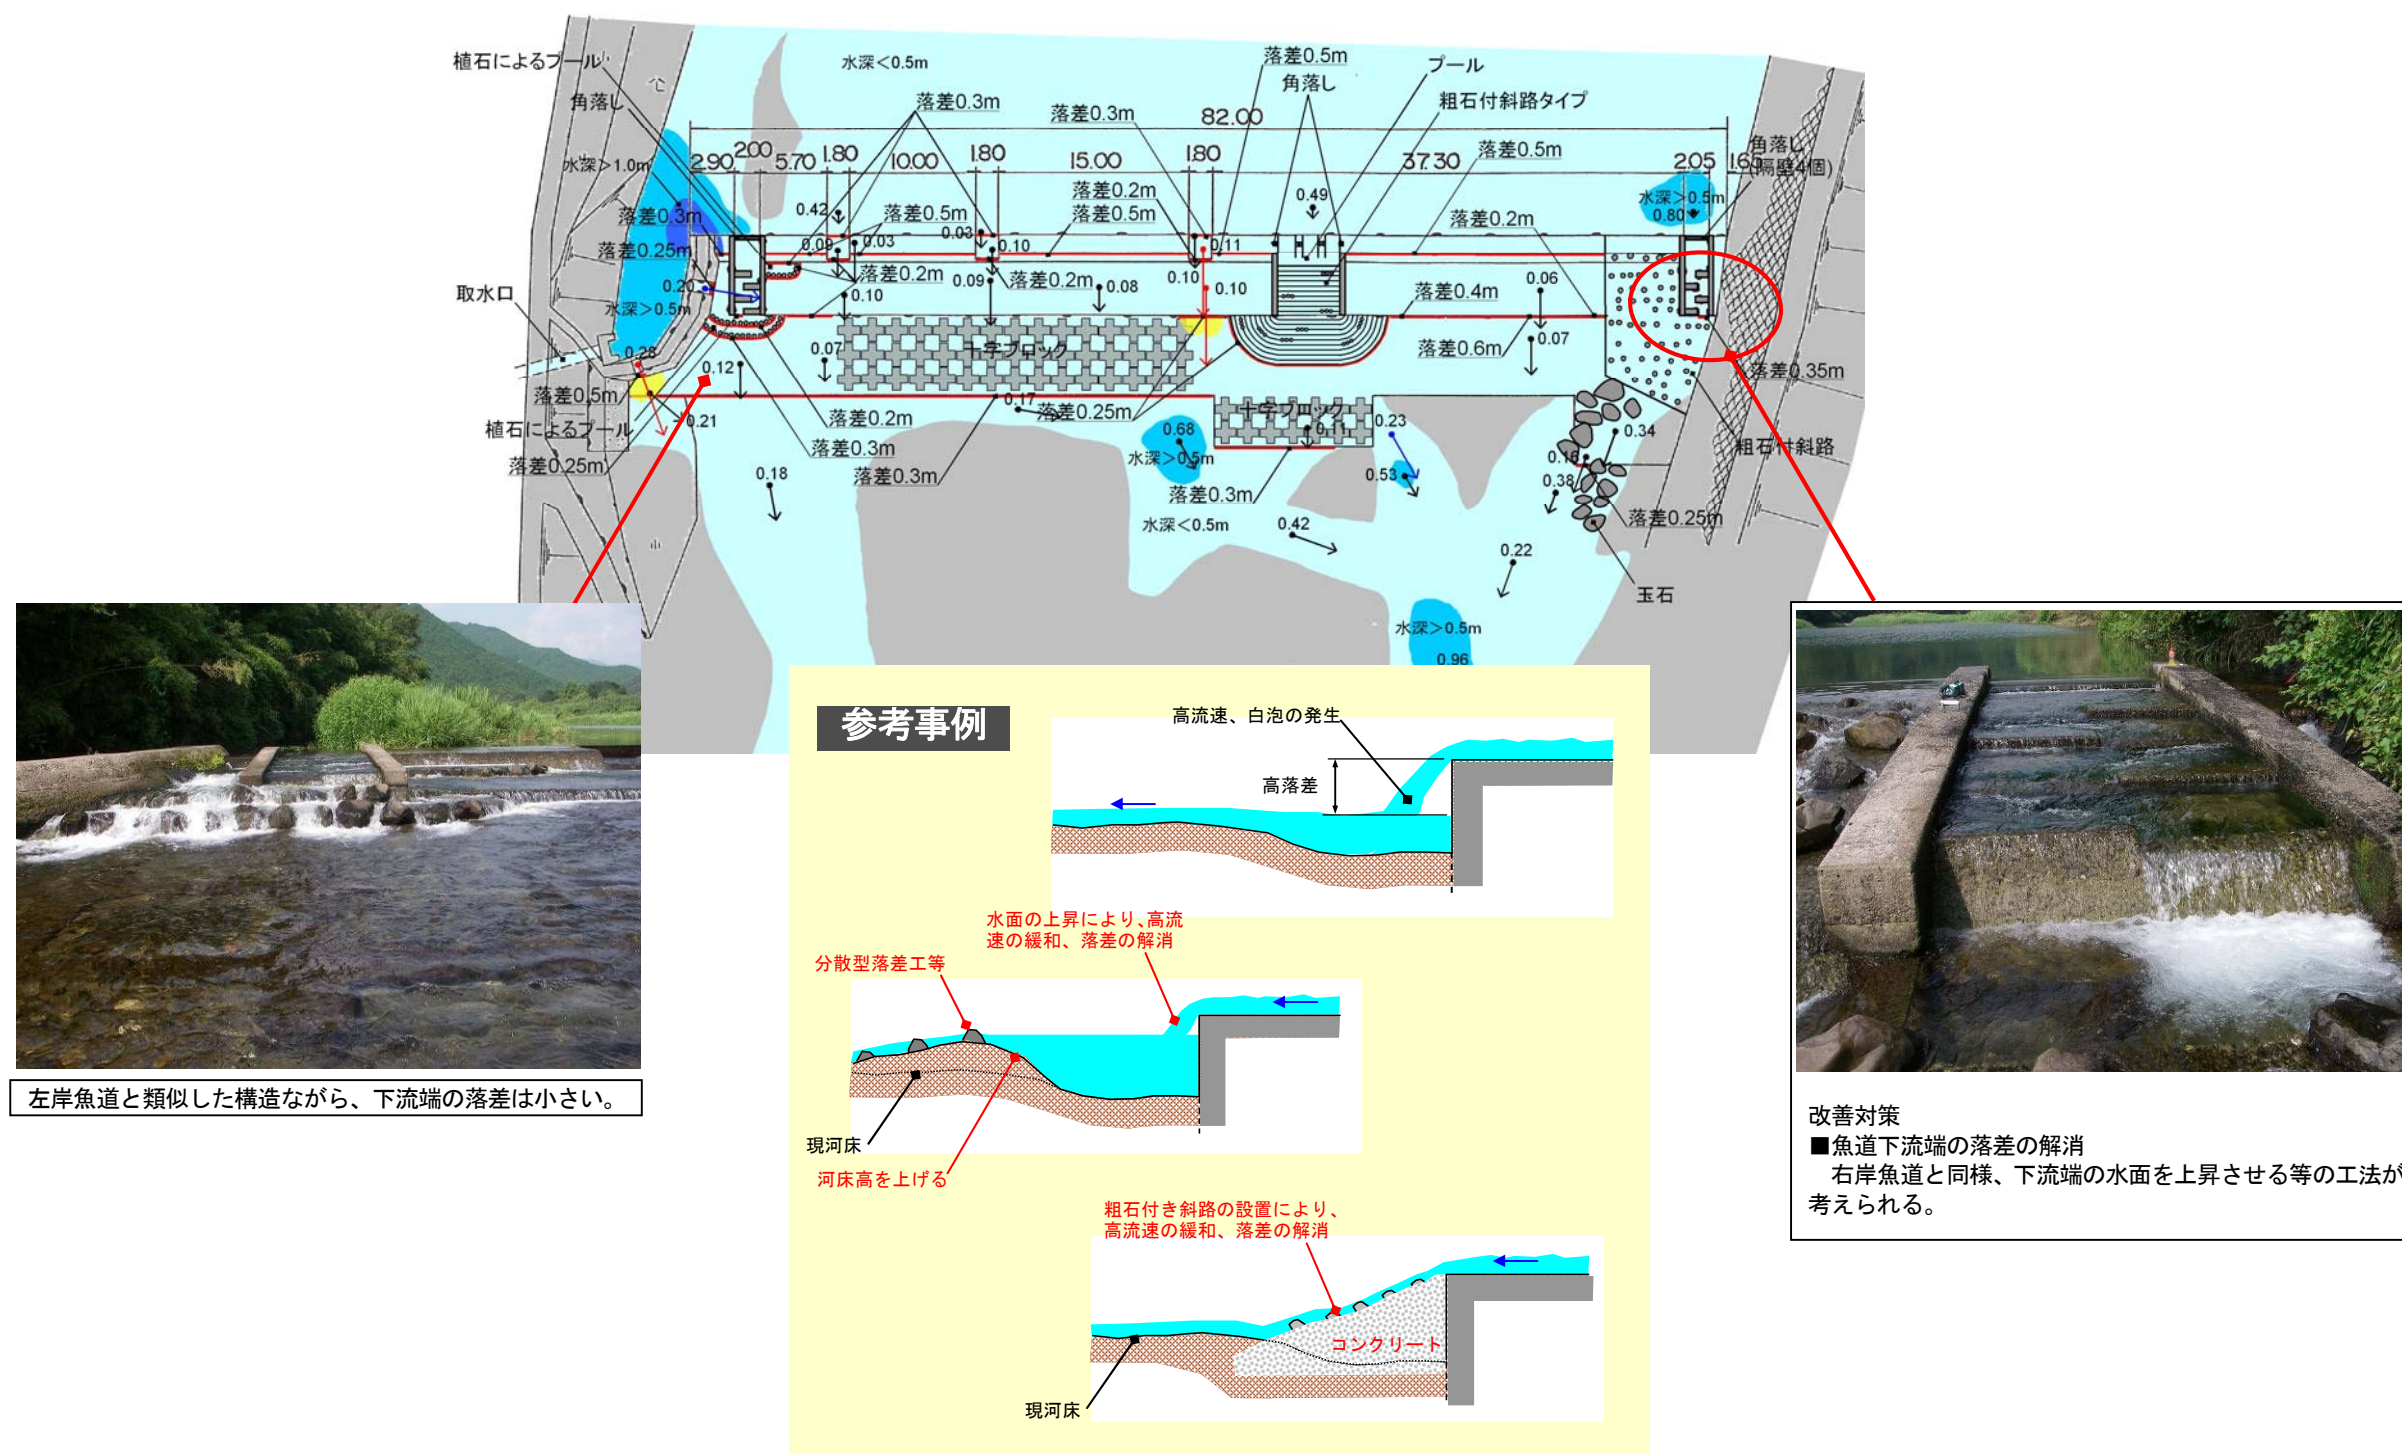 植石によるプール
水深<0.5m
落差0.5m
プール
角落し
角落し
落差0.3m
落差0.3m
粗石付斜路タイプ
82.00
角落し
(隔壁4個)
水深>1.0m
2.90
2.00
5.70
1.80
10.00
1.80
15.00
1.80
37.30
落差0.5m
2.05
1.65
落差0.2m
水深>0.5m
0.80
落差0.3m
0.42
落差0.5m
落差0.5m
0.49
落差0.2m
落差0.25m
0.09
0.03
0.03
0.10
0.11
落差0.2m
落差0.2m
0.10
0.06
取水口
0.20
水深>0.5m
0.10
0.09
0.08
0.10
落差0.4m
0.28
0.12
0.07
十字ブロック
落差0.6m
0.07
落差0.35m
落差0.5m
0.21
落差0.2m
0.17
落差0.25m
十字ブロック
0.23
植石によるプール
落差0.3m
0.68
0.11
0.34
粗石付斜路
落差0.25m
0.18
落差0.3m
水深>0.5m
0.53
0.16
0.38
落差0.3m
水深<0.5m
0.42
落差0.25m
0.22
玉石
水深>0.5m
0.96
参考事例
高流速、白泡の発生
高落差
水面の上昇により、高流
速の緩和、落差の解消
分散型落差工等
現河床
河床高を上げる
粗石付き斜路の設置により、
高流速の緩和、落差の解消
コンクリート
現河床
左岸魚道と類似した構造ながら、下流端の落差は小さい。
改善対策
■魚道下流端の落差の解消
右岸魚道と同様、下流端の水面を上昇させる等の工法が
考えられる。